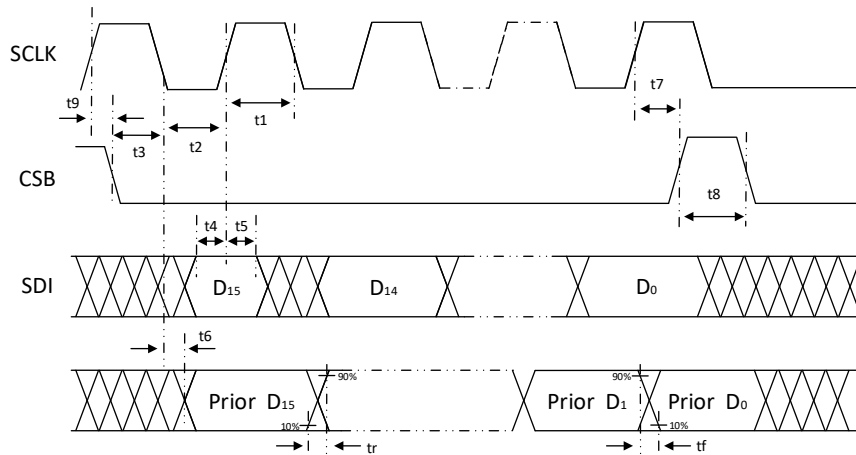 SCLK
t9
t3
t2
t1
t7
CSB
t8
t4
t5
SDI
D15
D14
D0
t6
Prior D15
90%
10%
Prior D1
90%
Prior D0
10%
tr
tf